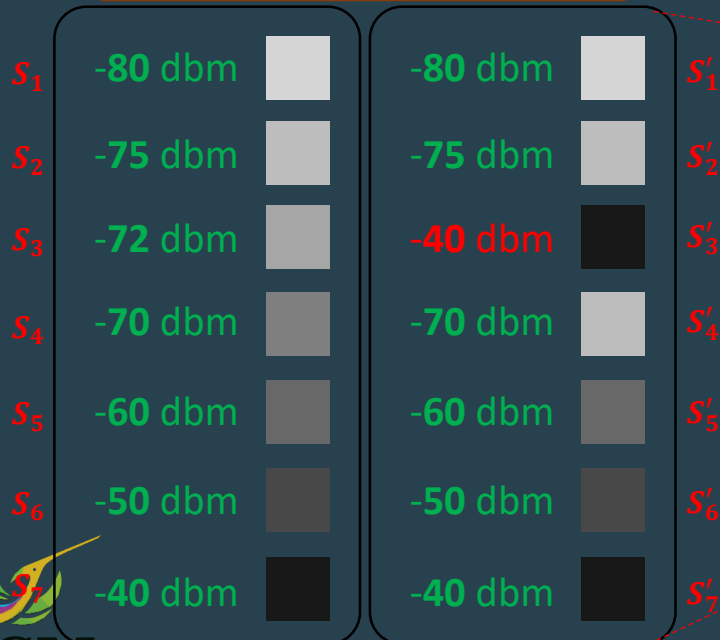 S₁ -80 dbm -80 dbm S′₁
S₂ -75 dbm -75 dbm S′₂
S₃ -72 dbm -40 dbm S′₃
S₄ -70 dbm -70 dbm S′₄
S₅ -60 dbm -60 dbm S′₅
S₆ -50 dbm -50 dbm S′₆
S₇ -40 dbm -40 dbm S′₇